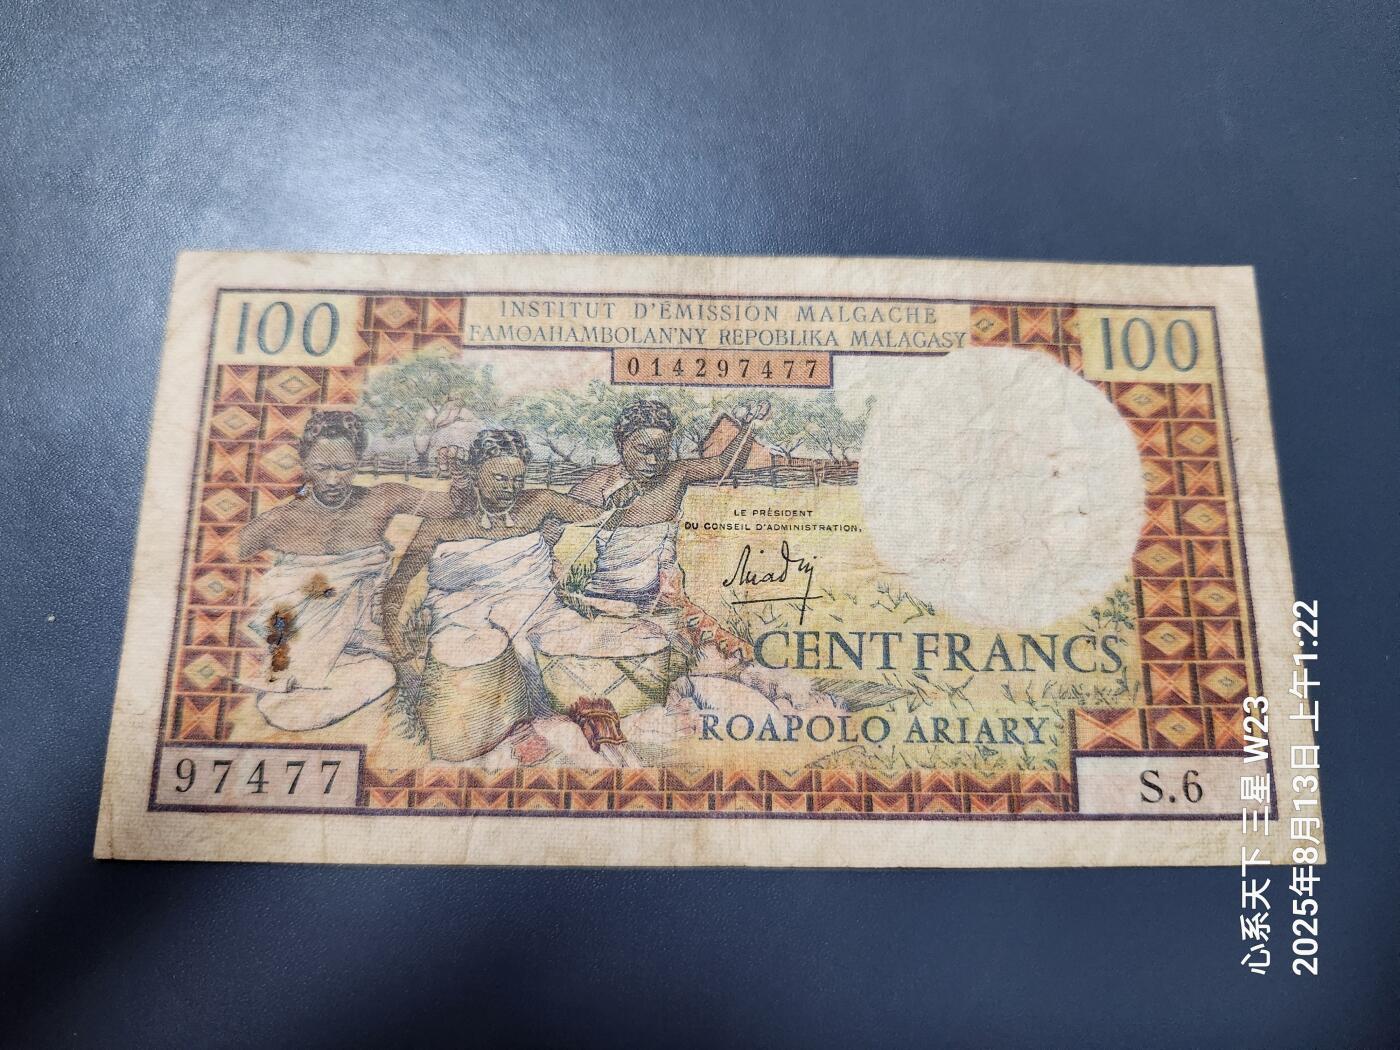 100
INSTITUT D'ÉMISSION MALGACHE
FAMOAHAMBOLAN'NY REPOBLIKA MALAGASY
100
014297477
LE PRÉSIDENT
DU CONSEIL D'ADMINISTRATION,
CENT FRANCS
ROAPOLO ARIARY
97477
S.6
心系天下 三星 W23
2025年8月13日 上午1:22